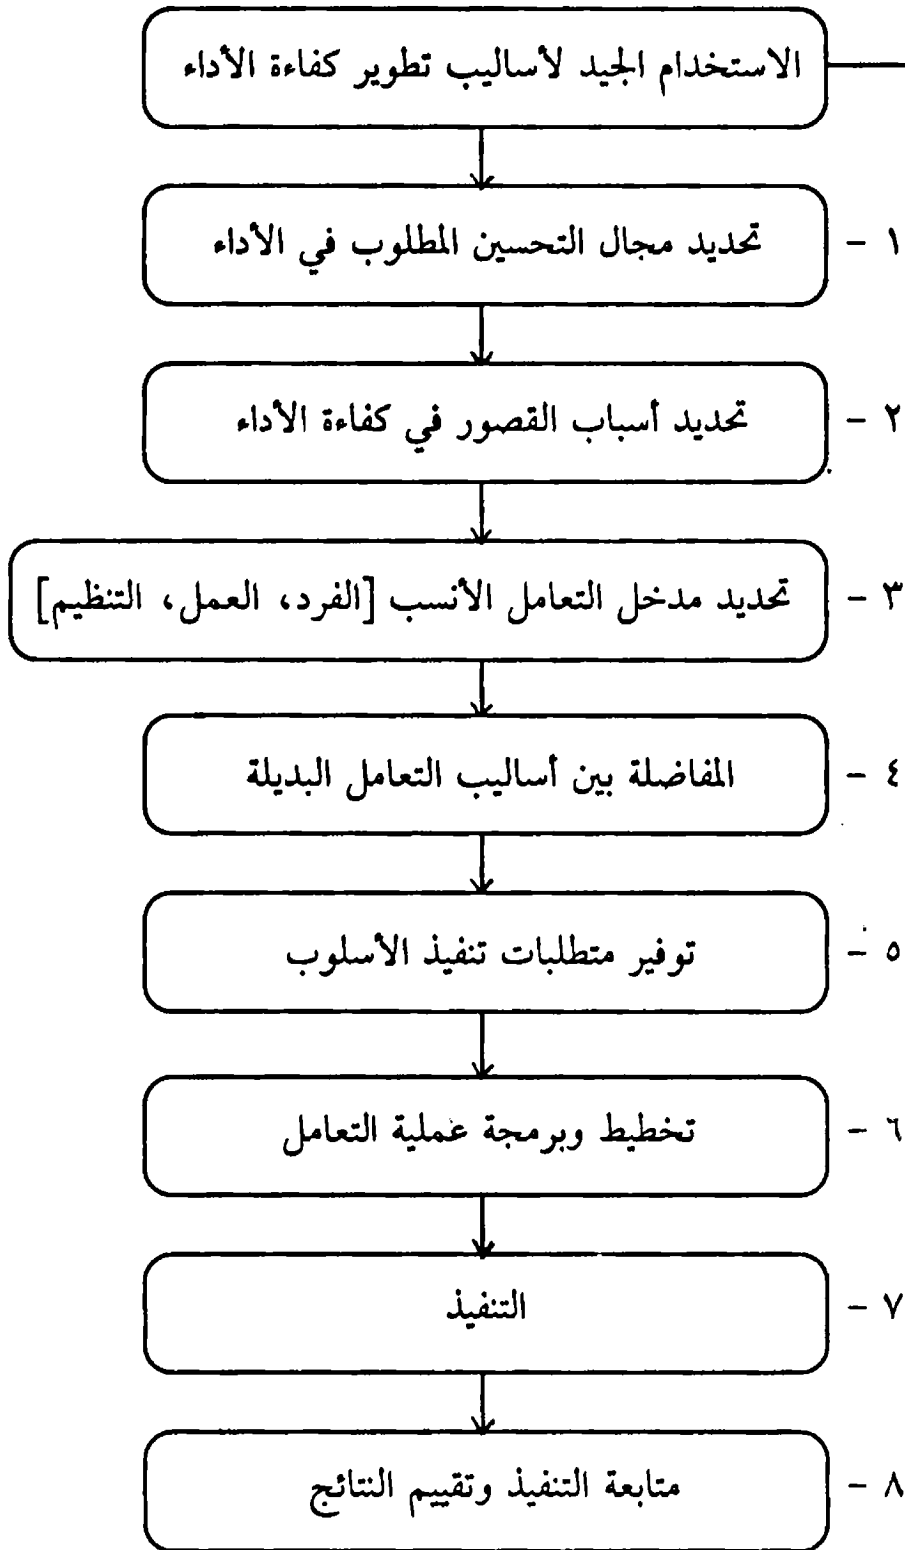 الاستخدام الجيد لأساليب تطوير كفاءة الأداء
١ - تحديد مجال التحسين المطلوب في الأداء
٢ - تحديد أسباب القصور في كفاءة الأداء
٣ - تحديد مدخل التعامل الأنسب [الفرد، العمل، التنظيم]
٤ - المفاضلة بين أساليب التعامل البديلة
٥ - توفير متطلبات تنفيذ الأسلوب
٦ - تخطيط وبرمجة عملية التعامل
٧ - التنفيذ
٨ - متابعة التنفيذ وتقييم النتائج